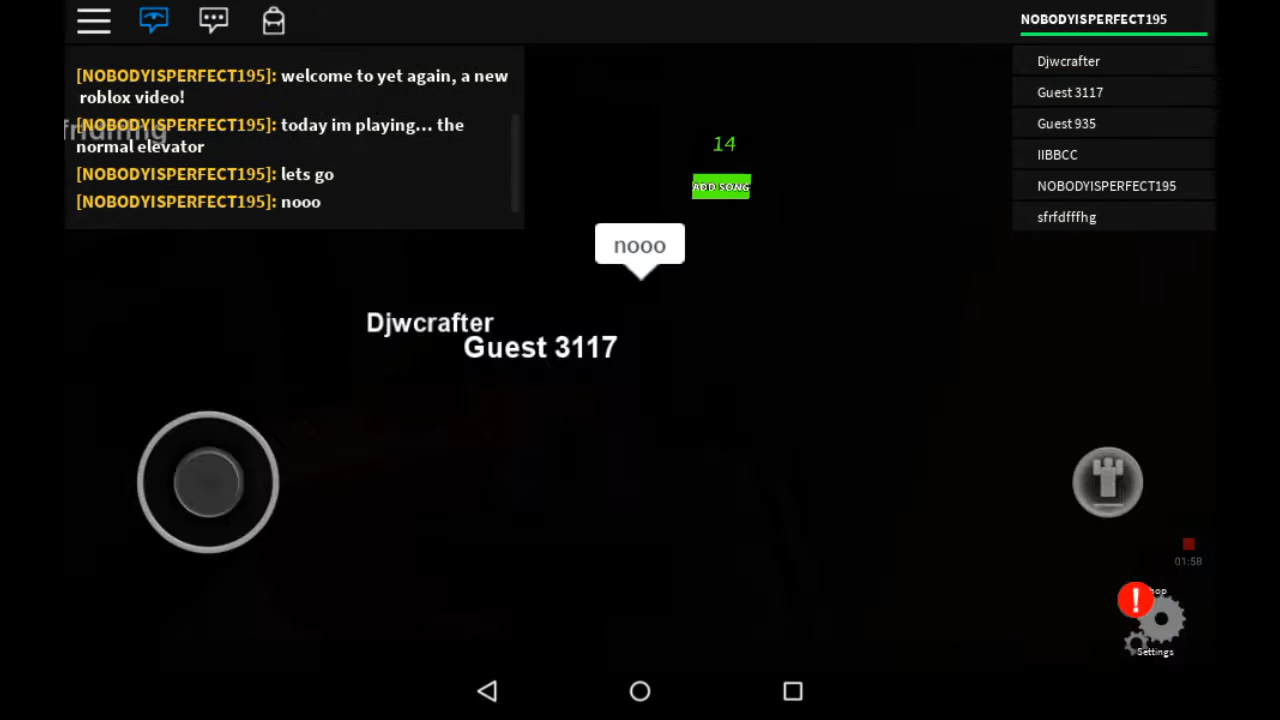 NOBODYISPERFECT195
[NOBODYISPERFECT195]: welcome to yet again, a new
roblox video!
[NOBODYISPERFECT195]: today im playing... the
normal elevator
[NOBODYISPERFECT195]: lets go
[NOBODYISPERFECT195]: nooo
Djwcrafter
Guest 3117
Guest 935
IIBBCC
NOBODYISPERFECT195
sfrfdfffhg
14
ADD SONG
nooo
Djwcrafter
Guest 3117
01:58
!
Settings